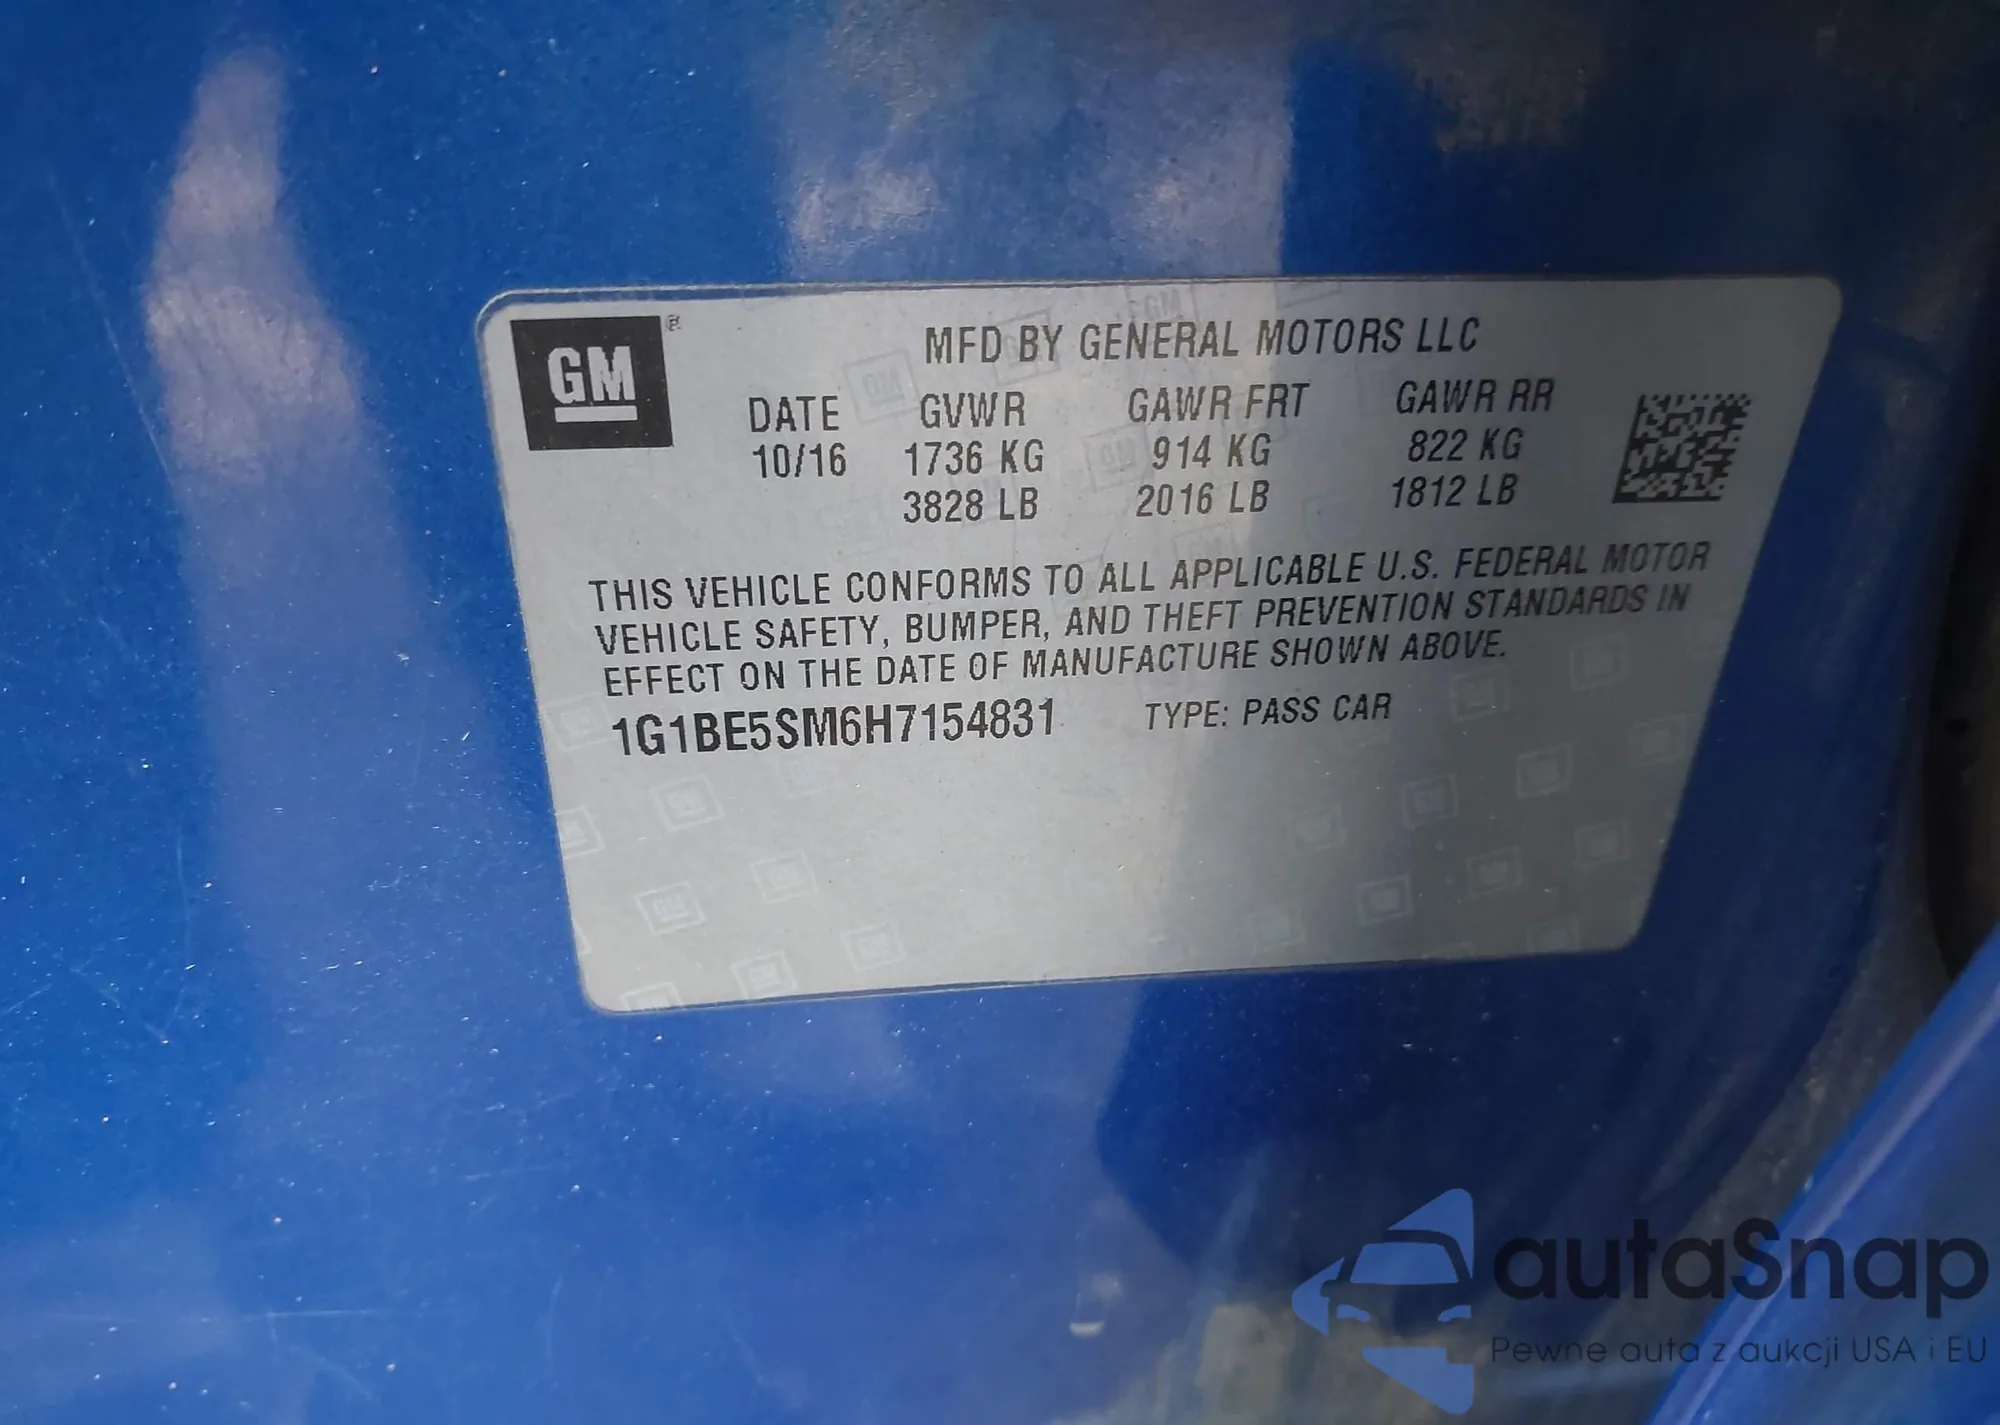 GM ®
MFD BY GENERAL MOTORS LLC
DATE GVWR GAWR FRT GAWR RR
10/16 1736 KG 914 KG 822 KG
3828 LB 2016 LB 1812 LB
THIS VEHICLE CONFORMS TO ALL APPLICABLE U.S. FEDERAL MOTOR
VEHICLE SAFETY, BUMPER, AND THEFT PREVENTION STANDARDS IN
EFFECT ON THE DATE OF MANUFACTURE SHOWN ABOVE.
1G1BE5SM6H7154831 TYPE: PASS CAR
autaSnap
Pewne auta z aukcji USA i EU